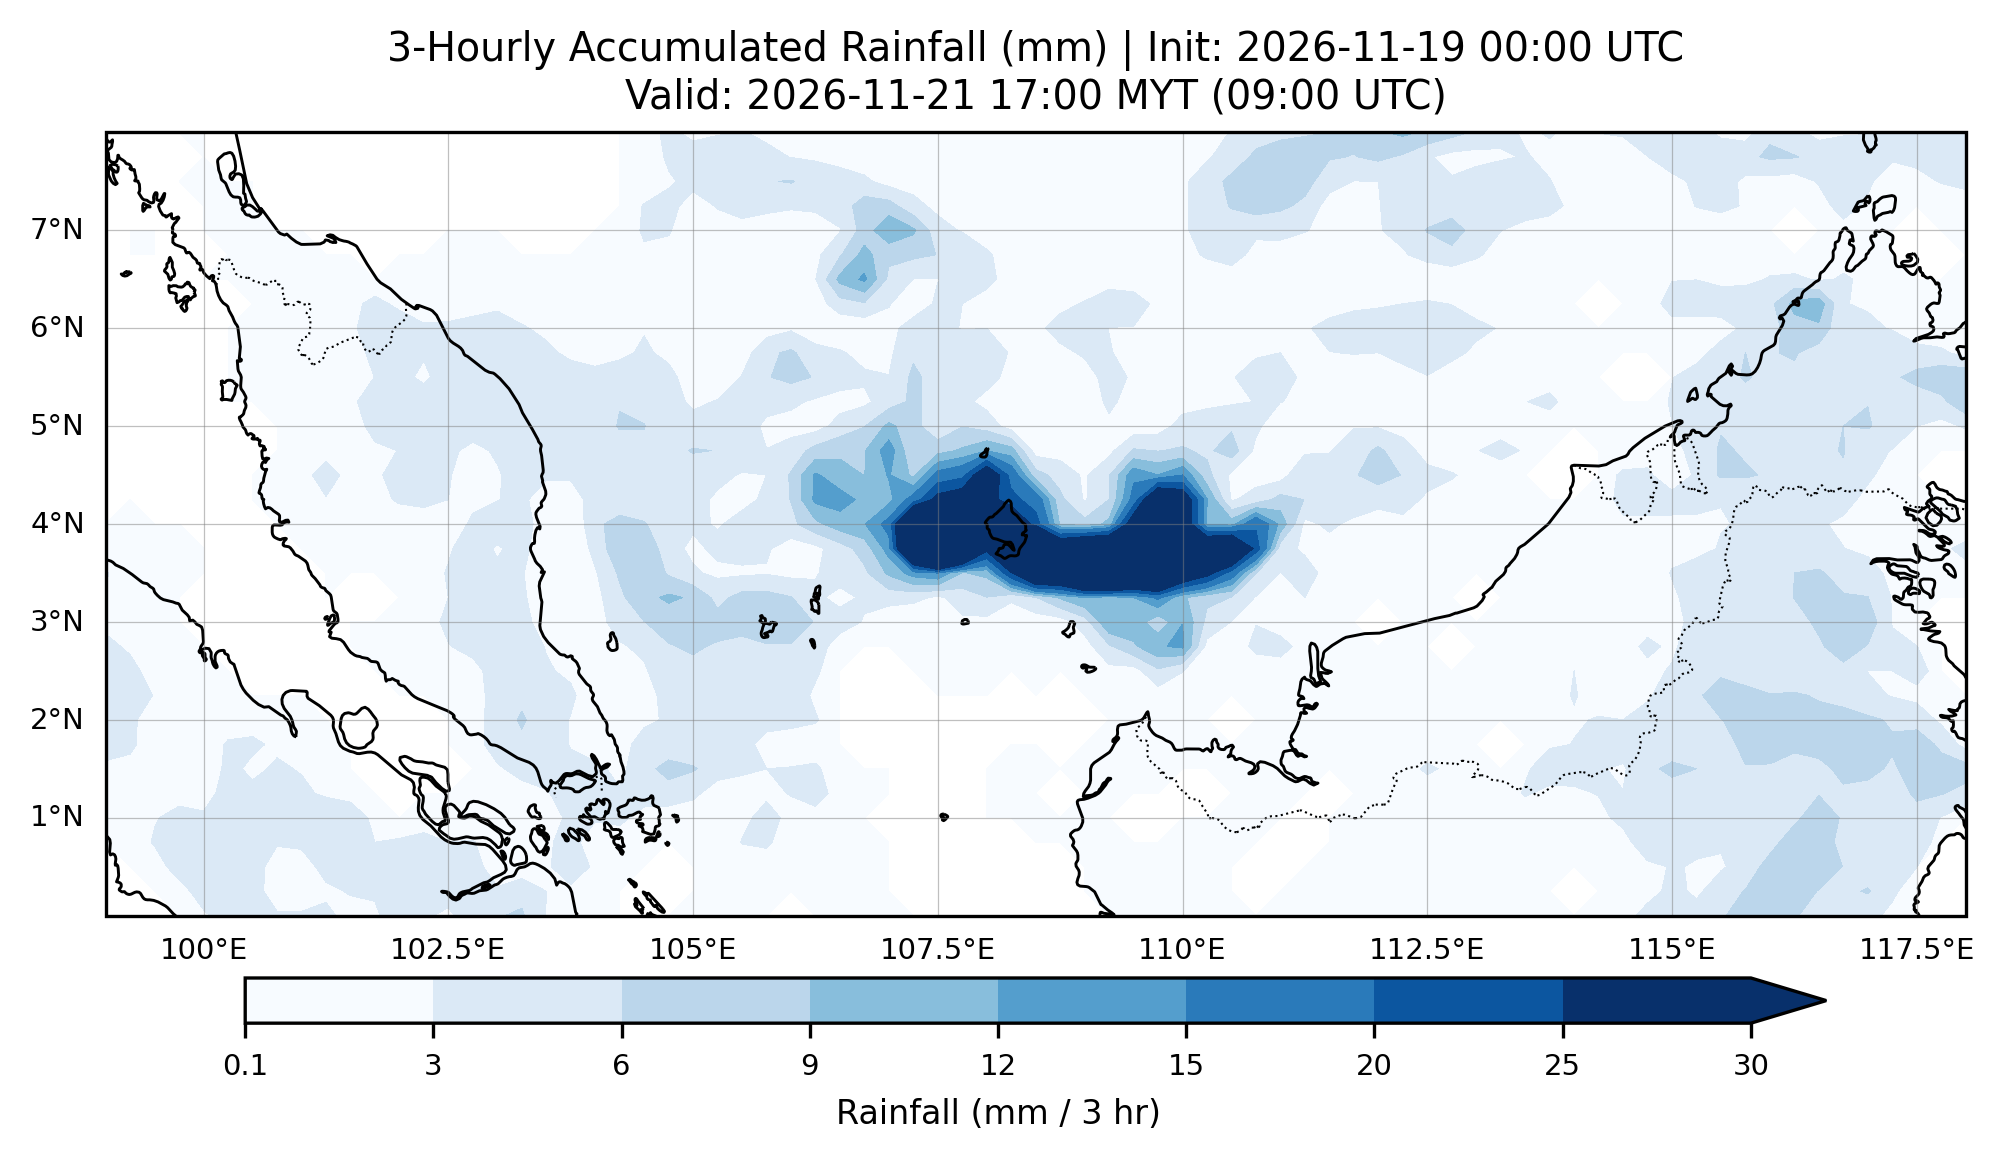 3-Hourly Accumulated Rainfall (mm) | Init: 2026-11-19 00:00 UTC
Valid: 2026-11-21 17:00 MYT (09:00 UTC)
7°N
6°N
5°N
4°N
3°N
2°N
1°N
100°E 102.5°E 105°E 107.5°E 110°E 112.5°E 115°E 117.5°E
0.1 3 6 9 12 15 20 25 30
Rainfall (mm / 3 hr)